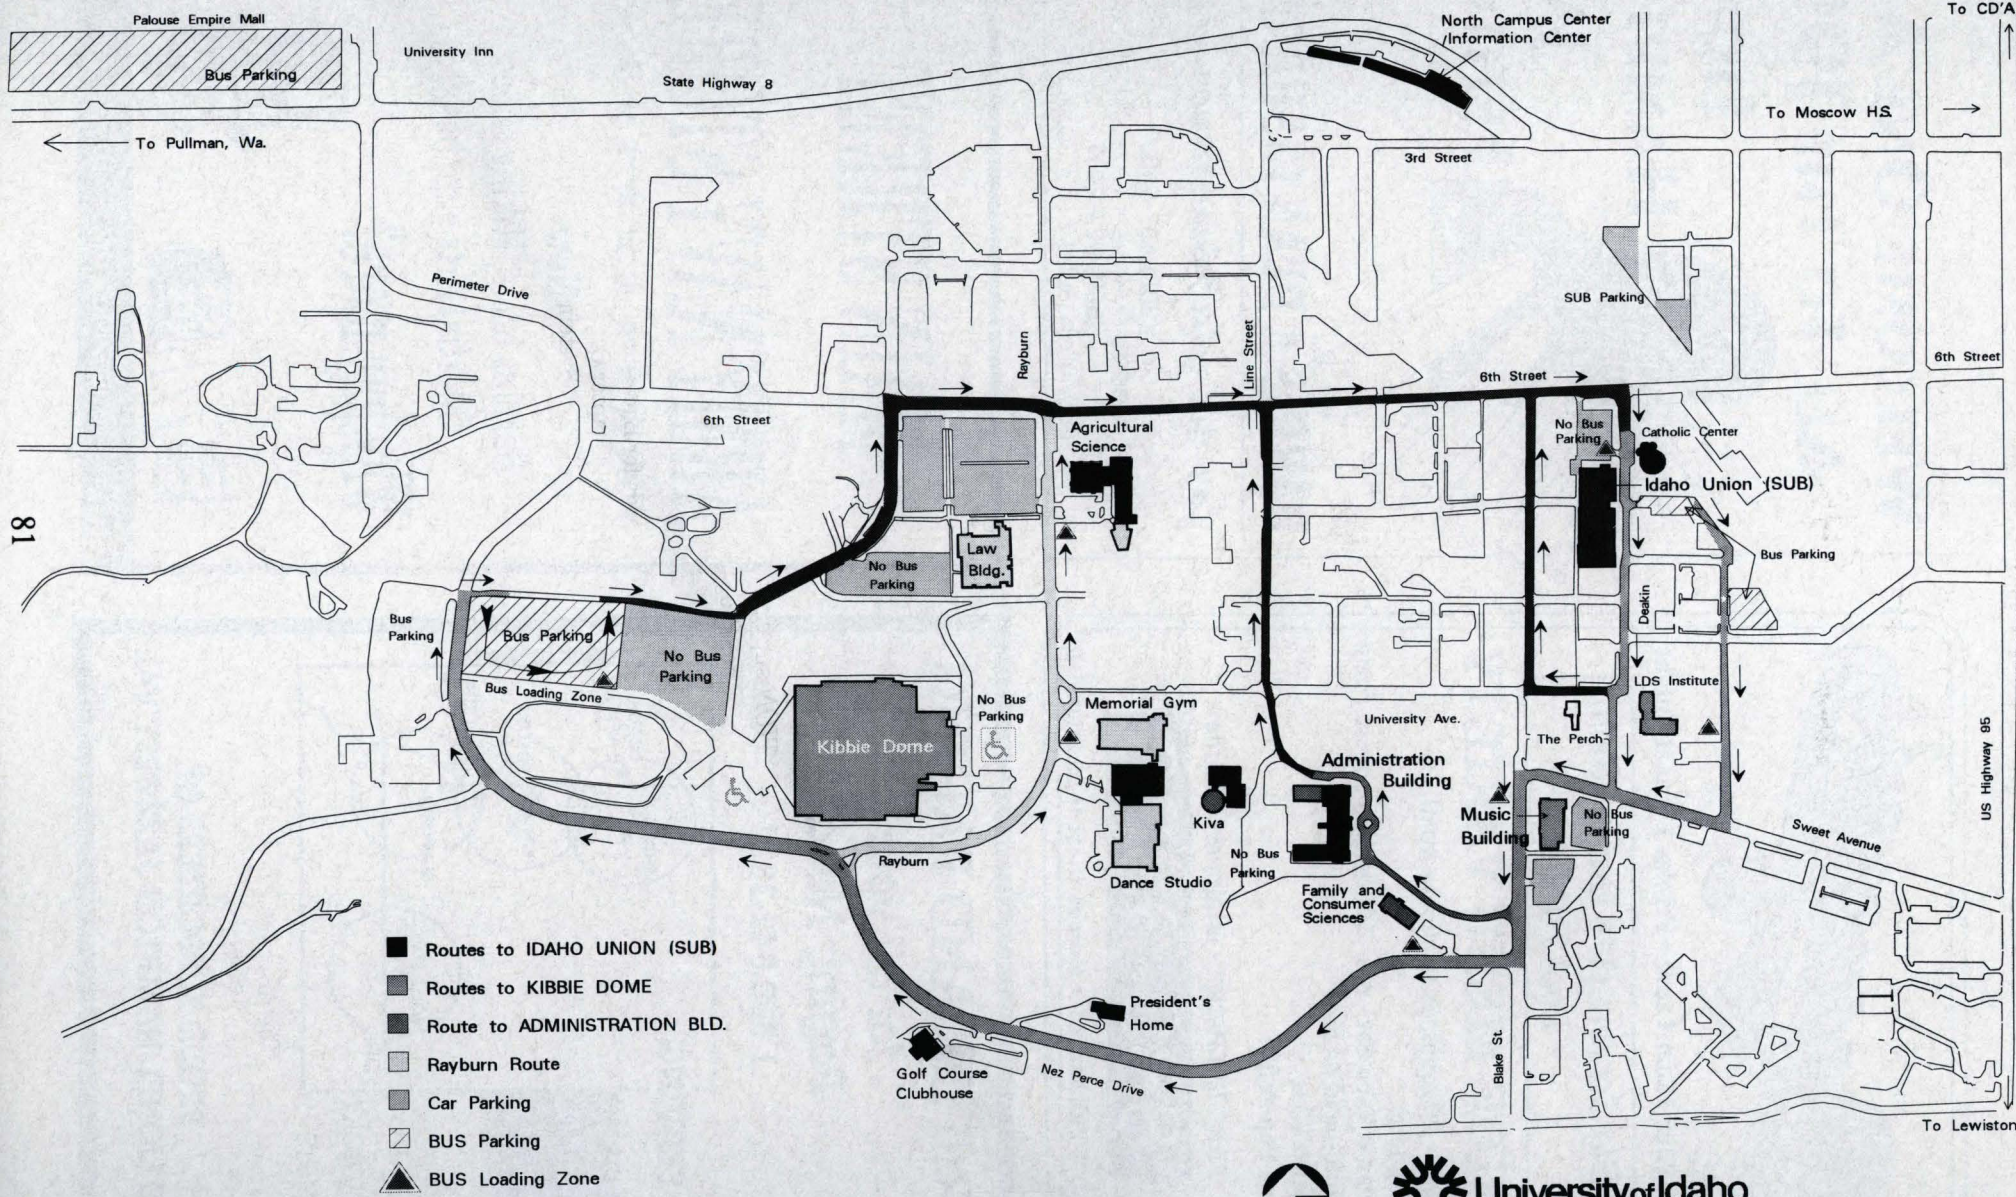 Palouse Empire Mall
Bus Parking
University Inn
State Highway 8
North Campus Center
/Information Center
To CD'A
To Pullman, Wa.
To Moscow H.S.
3rd Street
Perimeter Drive
SUB Parking
Rayburn
Line Street
6th Street
6th Street
6th Street
Agricultural
Science
No Bus
Parking
Catholic Center
Idaho Union (SUB)
81
Law
Bldg.
No Bus
Parking
Bus Parking
Bus
Parking
Bus Parking
No Bus
Parking
Bus Loading Zone
Deakin
LDS Institute
No Bus
Parking
Memorial Gym
University Ave.
The Perch
Kibbie Dome
Administration
Building
US Highway 95
Kiva
Music
Building
No Bus
Parking
Sweet Avenue
Rayburn
Dance Studio
No Bus
Parking
Family and
Consumer
Sciences
Routes to IDAHO UNION (SUB)
Routes to KIBBIE DOME
Route to ADMINISTRATION BLD.
Rayburn Route
Car Parking
BUS Parking
BUS Loading Zone
President's
Home
Golf Course
Clubhouse
Nez Perce Drive
Blake St.
To Lewiston
University of Idaho